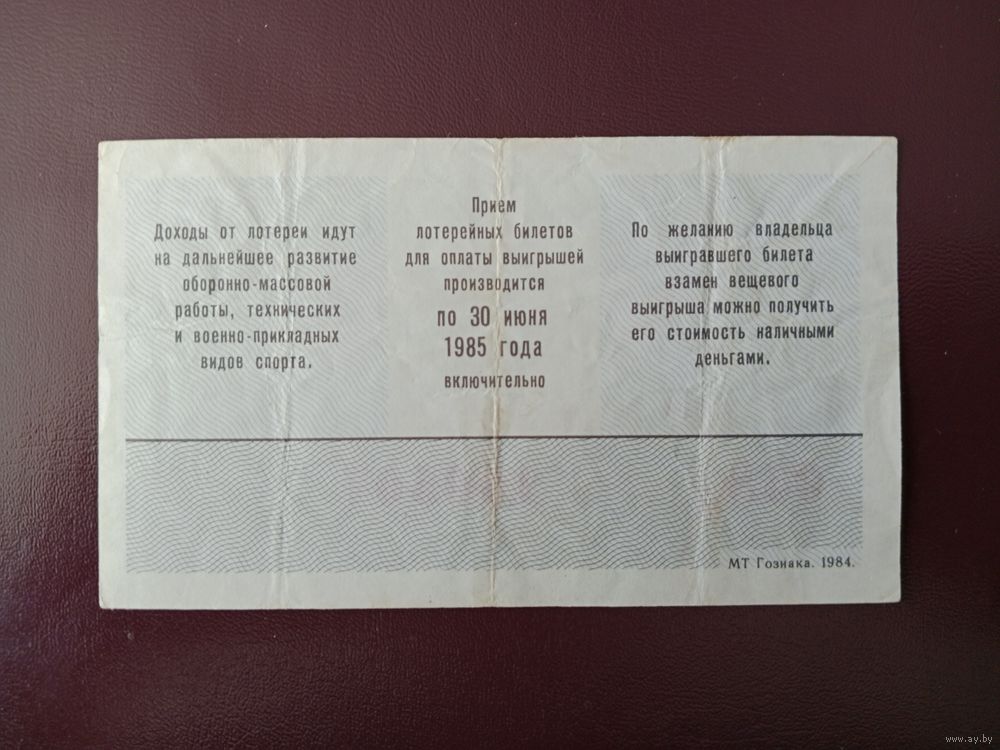 Доходы от лотереи идут
на дальнейшее развитие
оборонно-массовой
работы, технических
и военно-прикладных
видов спорта.
Прием
лотерейных билетов
для оплаты выигрышей
производится
по 30 июня
1985 года
включительно
По желанию владельца
выигравшего билета
взамен вещевого
выигрыша можно получить
его стоимость наличными
деньгами.
МТ Гознака. 1984.
www.ay.by